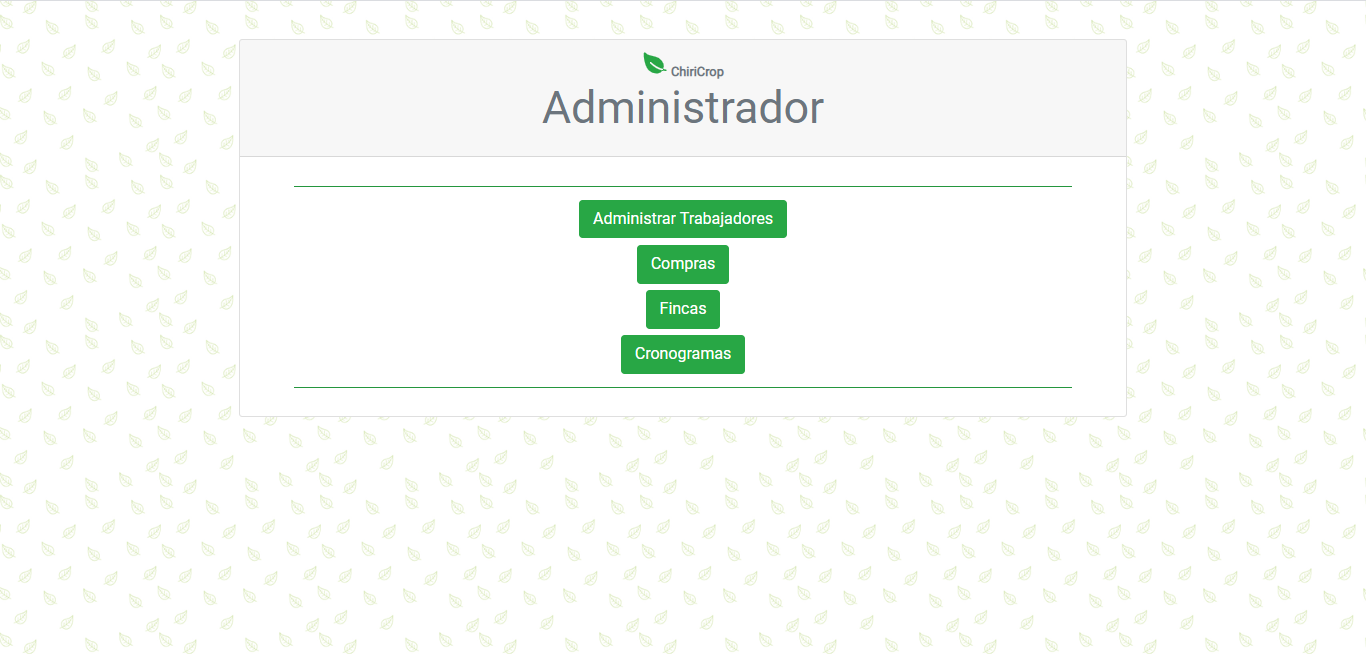 ChiriCrop
Administrador
Administrar Trabajadores
Compras
Fincas
Cronogramas